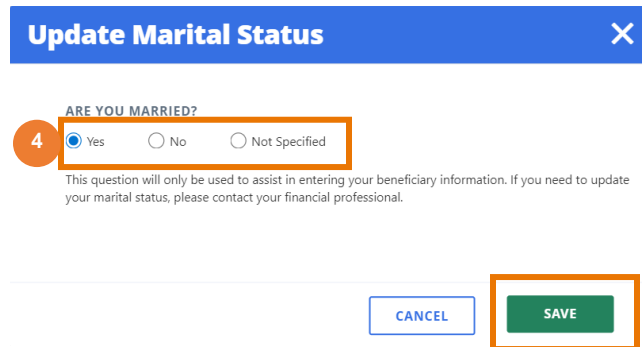 Update Marital Status
ARE YOU MARRIED?
4
Yes No Not Specified
This question will only be used to assist in entering your beneficiary information. If you need to update
your marital status, please contact your financial professional.
CANCEL SAVE